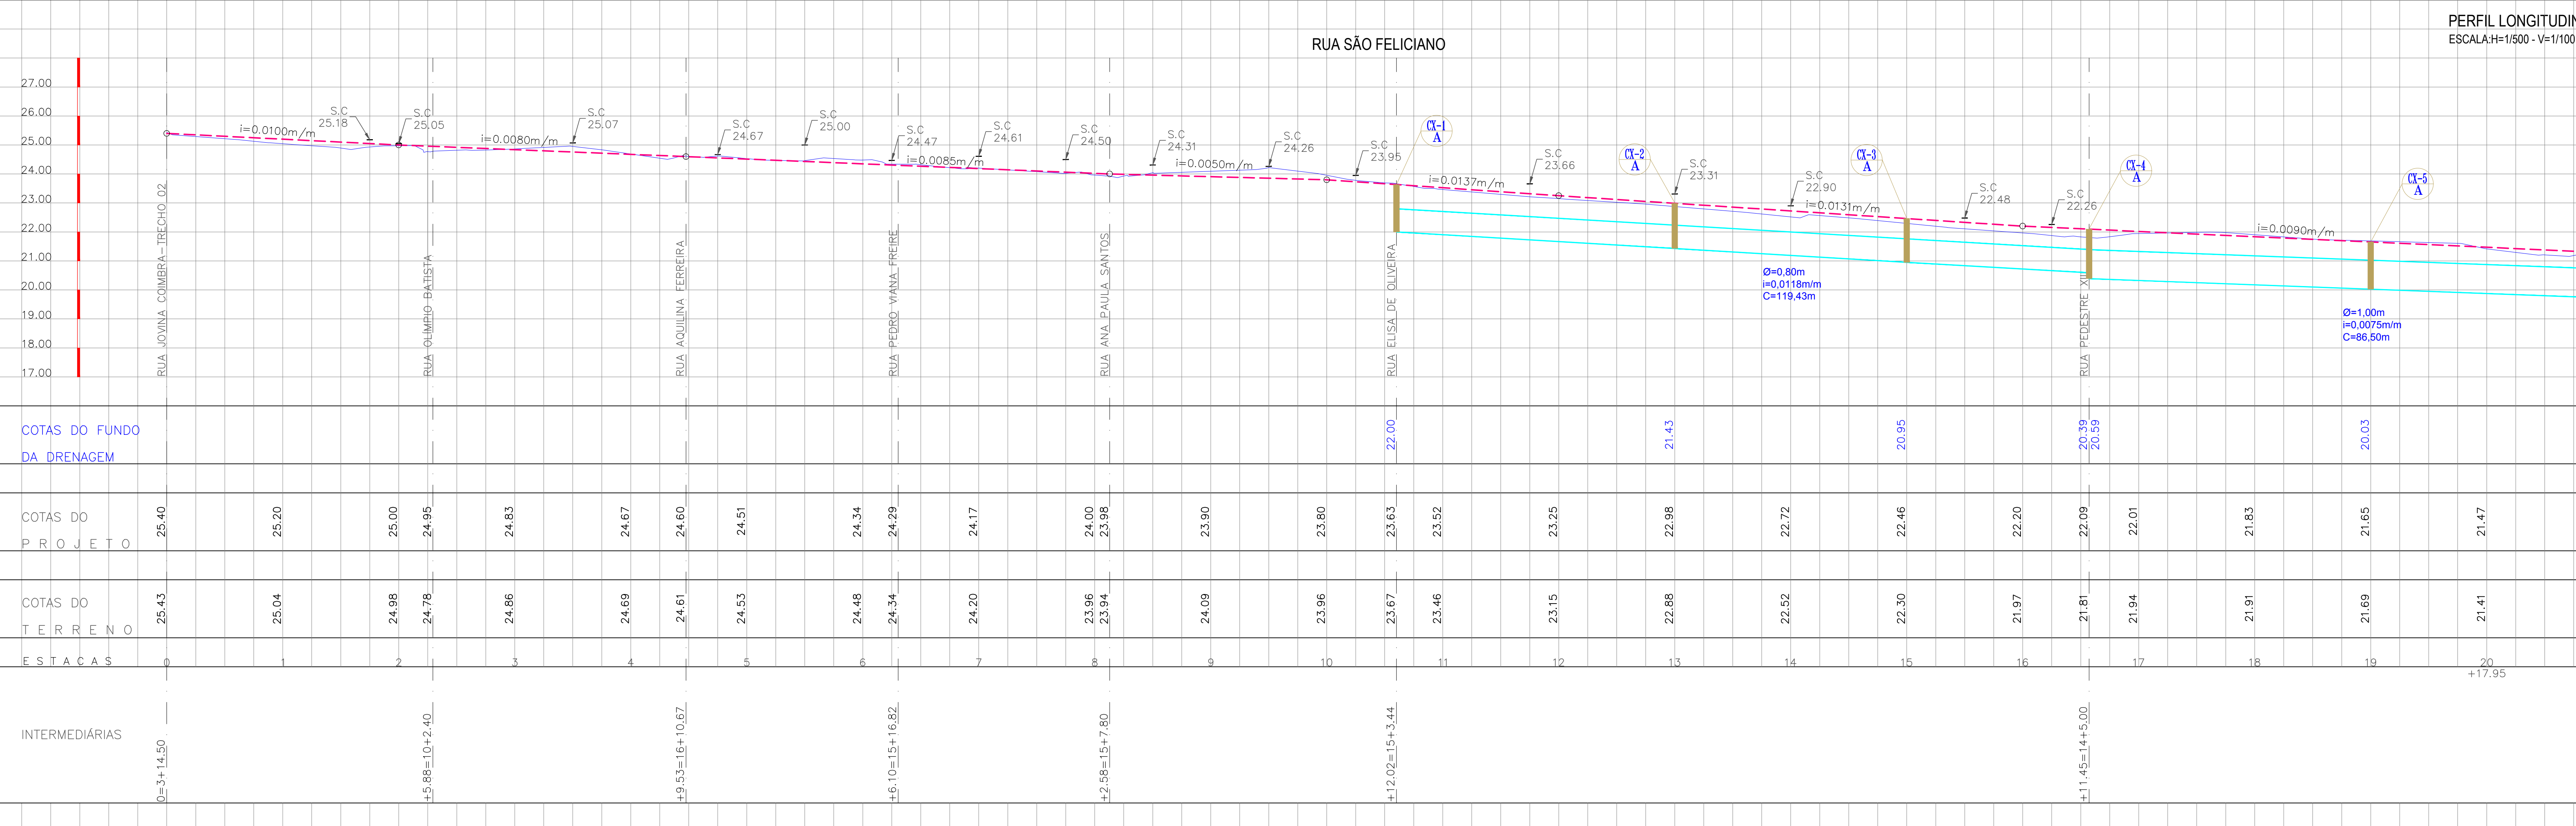 PERFIL LONGITUDIN
ESCALA:H=1/500 - V=1/100
RUA SÃO FELICIANO
27.00
26.00
25.00
24.00
23.00
22.00
21.00
20.00
19.00
18.00
17.00
i=0.0100m/m
S.C
25.18
S.C
25.05
i=0.0080m/m
S.C
25.07
S.C
24.67
S.C
25.00
S.C
24.47
i=0.0085m/m
S.C
24.61
S.C
24.50
S.C
24.31
i=0.0050m/m
S.C
24.26
S.C
23.95
CX-1
A
i=0.0137m/m
S.C
23.66
CX-2
A
S.C
23.31
S.C
22.90
i=0.0131m/m
CX-3
A
S.C
22.48
S.C
22.26
CX-4
A
i=0.0090m/m
CX-5
A
Ø=0,80m
i=0,0118m/m
C=119,43m
Ø=1,00m
i=0,0075m/m
C=86,50m
RUA JOVINA COIMBRA-TRECHO 02
RUA OLÍMPIO BATISTA
RUA AQUILINA FERREIRA
RUA PEDRO VIANA FREIRE
RUA ANA PAULA SANTOS
RUA ELISA DE OLIVEIRA
RUA PEDESTRE XII
COTAS DO FUNDO
DA DRENAGEM
22.00
21.43
20.95
20.39
20.59
20.03
COTAS DO
PROJETO
25.40
25.20
25.00
24.95
24.83
24.67
24.60
24.51
24.34
24.29
24.17
24.00
23.98
23.90
23.80
23.63
23.52
23.25
22.98
22.72
22.46
22.20
22.09
22.01
21.83
21.65
21.47
COTAS DO
TERRENO
25.43
25.04
24.98
24.78
24.86
24.69
24.61
24.53
24.48
24.34
24.20
23.96
23.94
24.09
23.96
23.67
23.46
23.15
22.88
22.52
22.30
21.97
21.81
21.94
21.91
21.69
21.41
ESTACAS 0 1 2 3 4 5 6 7 8 9 10 11 12 13 14 15 16 17 18 19 20
+17.95
INTERMEDIÁRIAS
0=3+14.50
+5.88=10+2.40
+9.53=16+10.67
+6.10=15+16.82
+2.58=15+7.80
+12.02=15+3.44
+11.45=14+5.00